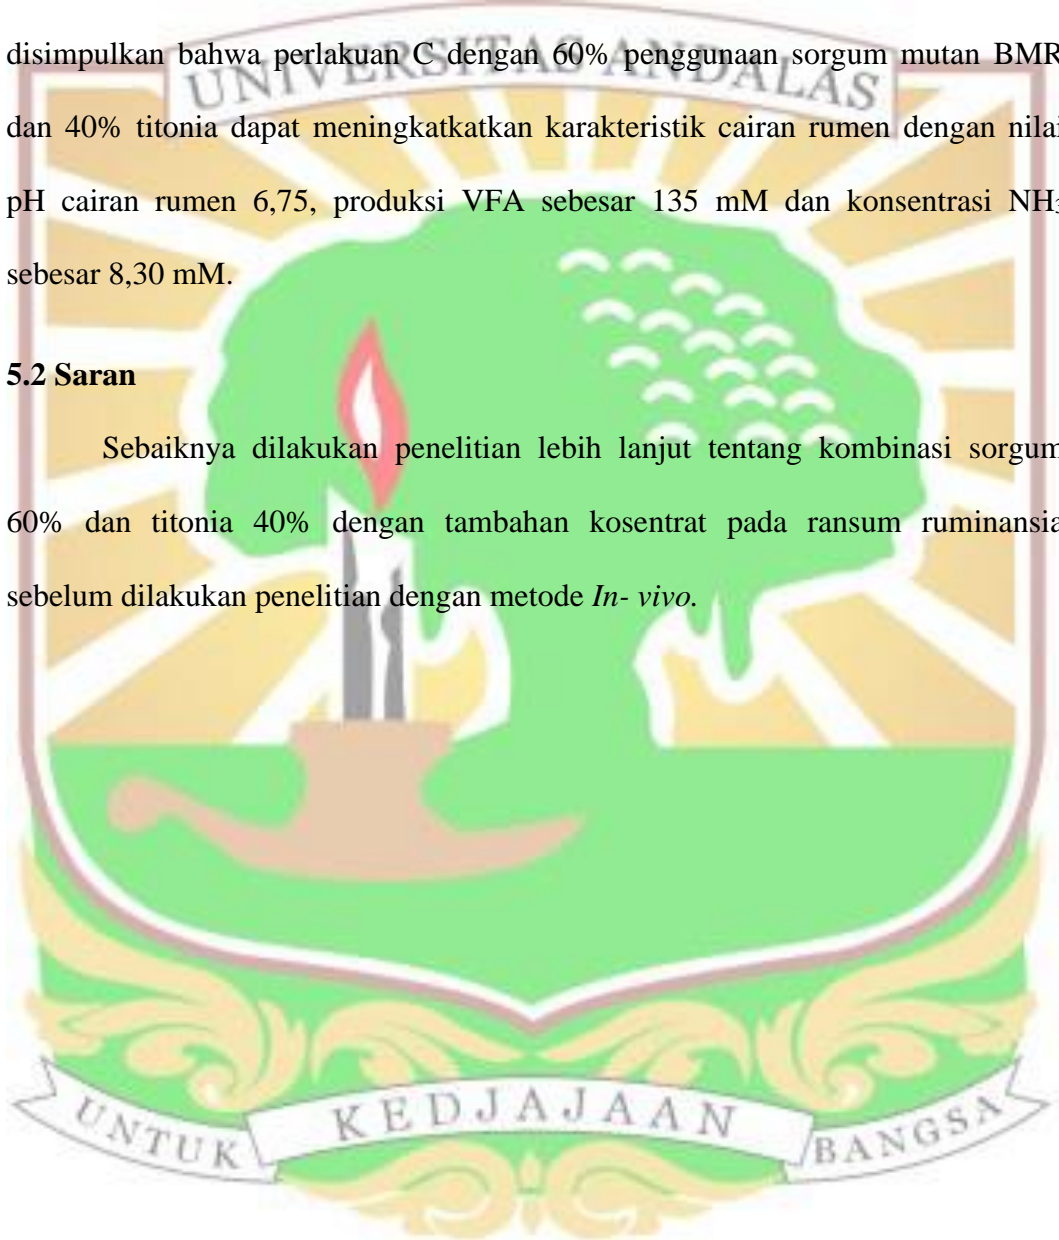 disimpulkan bahwa perlakuan C dengan 60% penggunaan sorgum mutan BMR
UNIVERSITAS ANDALAS
dan 40% titonia dapat meningkatkatkan karakteristik cairan rumen dengan nilai
pH cairan rumen 6,75, produksi VFA sebesar 135 mM dan konsentrasi NH₃
sebesar 8,30 mM.
5.2 Saran
Sebaiknya dilakukan penelitian lebih lanjut tentang kombinasi sorgum
60% dan titonia 40% dengan tambahan kosentrat pada ransum ruminansia
sebelum dilakukan penelitian dengan metode In- vivo.
UNTUK KEDJAJAAN BANGSA